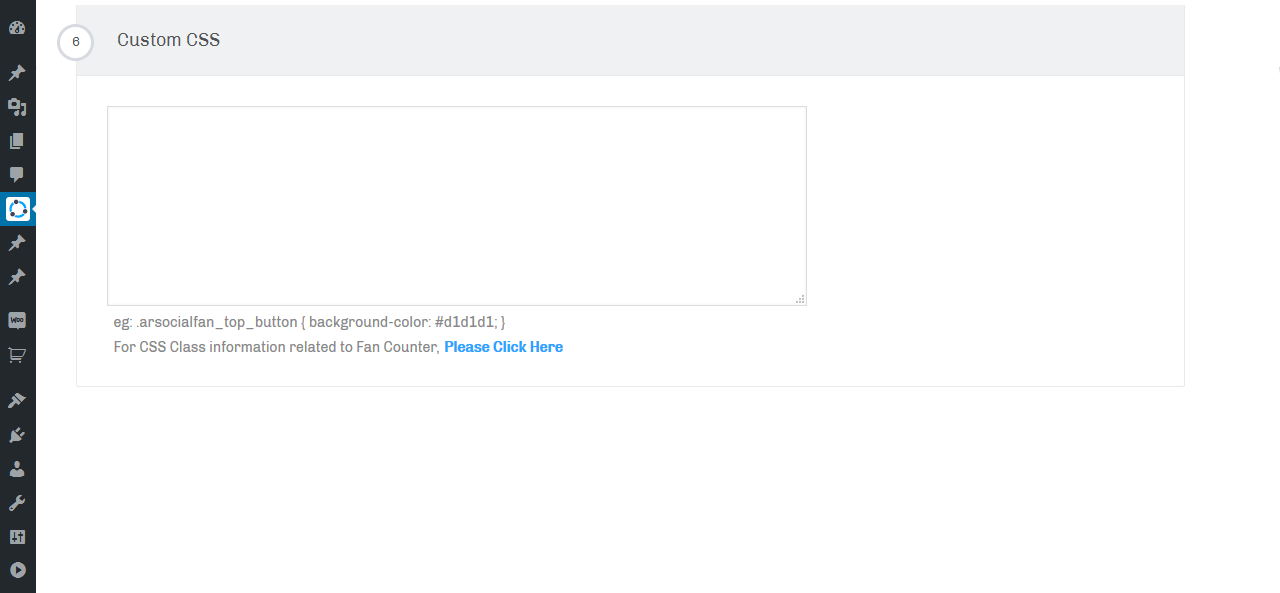 6
Custom CSS
eg: .arsocialfan_top_button { background-color: #d1d1d1; }
For CSS Class information related to Fan Counter, Please Click Here
Woo